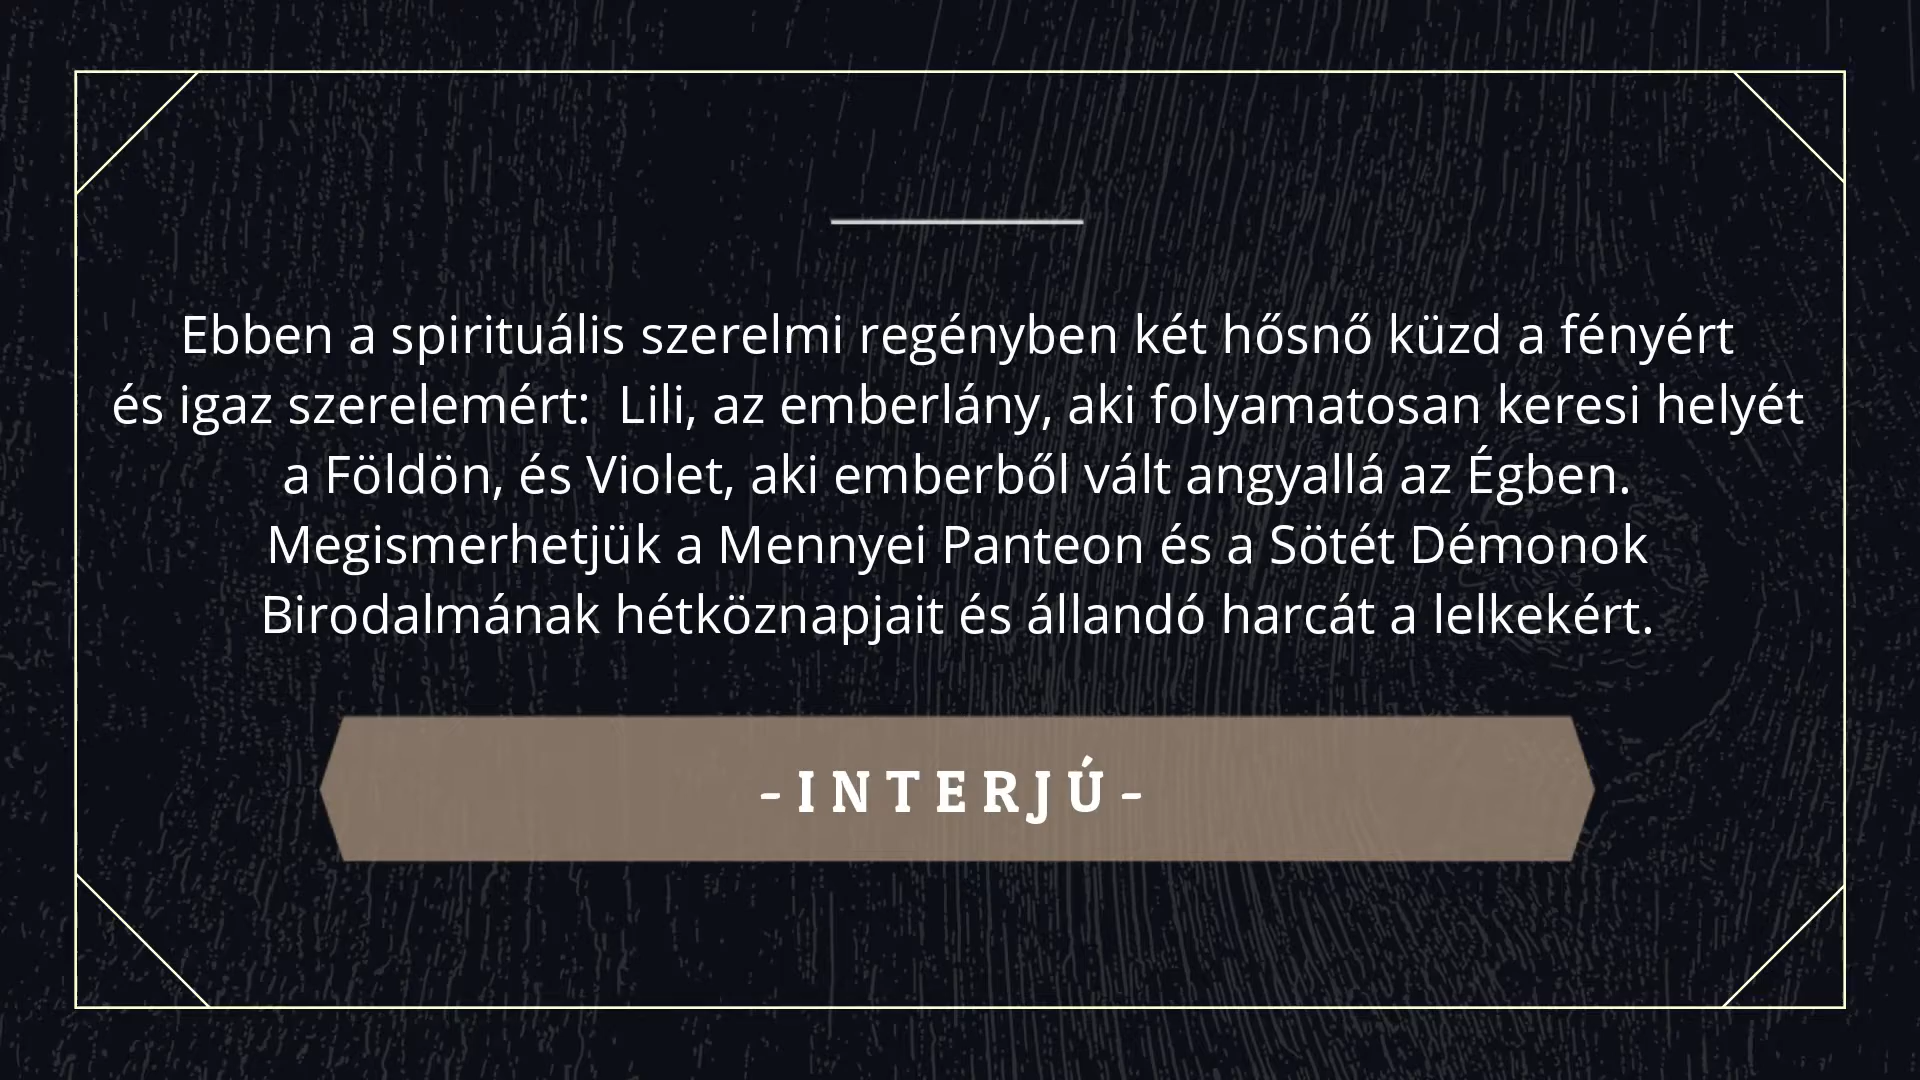 Ebben a spirituális szerelmi regényben két hősnő küzd a fényért
és igaz szerelemért:  Lili, az emberlány, aki folyamatosan keresi helyét
a Földön, és Violet, aki emberből vált angyallá az Égben.
Megismerhetjük a Mennyei Panteon és a Sötét Démonok
Birodalmának hétköznapjait és állandó harcát a lelkekért.
-INTERJÚ-